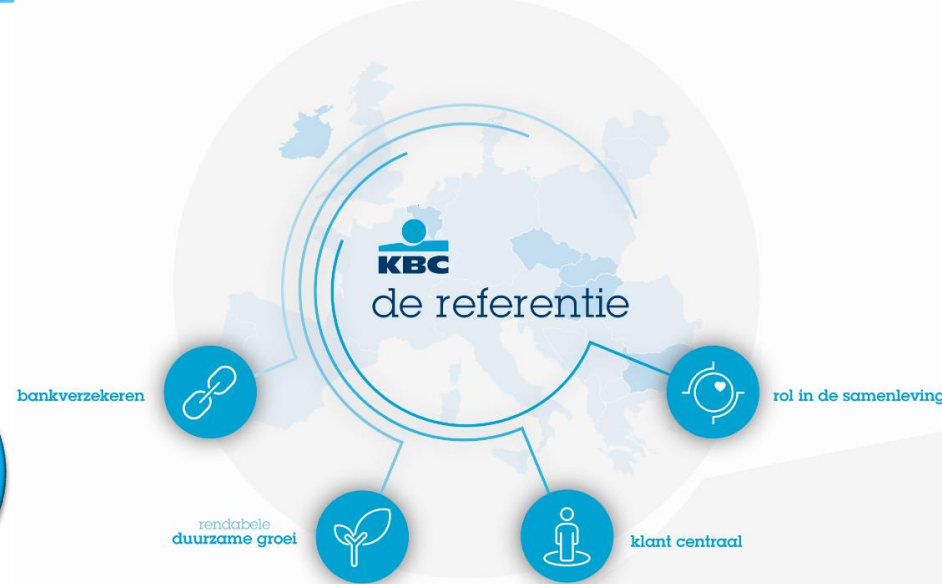 KBC
de referentie
bankverzekeren
rol in de samenleving
rendabele
duurzame groei
klant centraal